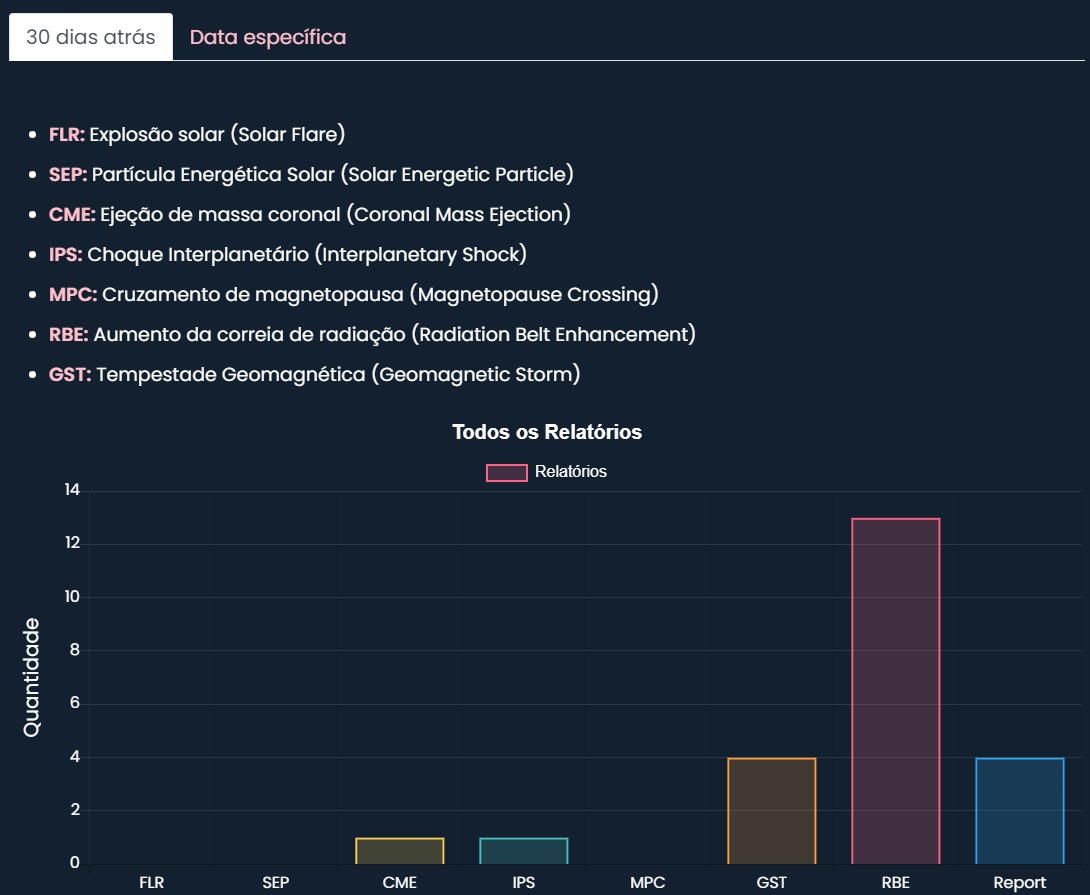 30 dias atrás Data específica
FLR: Explosão solar (Solar Flare)
SEP: Partícula Energética Solar (Solar Energetic Particle)
CME: Ejeção de massa coronal (Coronal Mass Ejection)
IPS: Choque Interplanetário (Interplanetary Shock)
MPC: Cruzamento de magnetopausa (Magnetopause Crossing)
RBE: Aumento da correia de radiação (Radiation Belt Enhancement)
GST: Tempestade Geomagnética (Geomagnetic Storm)
Todos os Relatórios
Relatórios
Quantidade
14
12
10
8
6
4
2
0
FLR SEP CME IPS MPC GST RBE Report